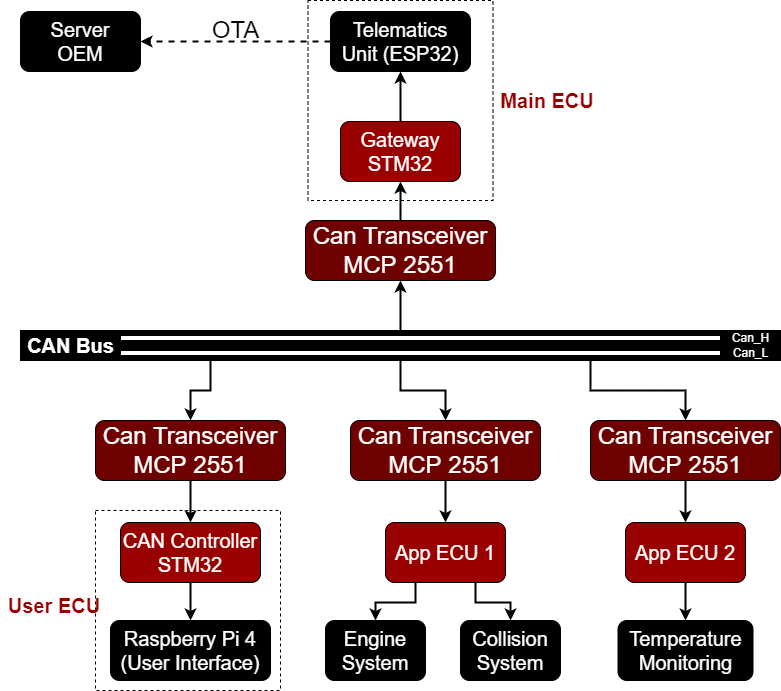 Server
OEM
OTA
Telematics
Unit (ESP32)
Main ECU
Gateway
STM32
Can Transceiver
MCP 2551
CAN Bus
Can_H
Can_L
Can Transceiver
MCP 2551
Can Transceiver
MCP 2551
Can Transceiver
MCP 2551
CAN Controller
STM32
App ECU 1
App ECU 2
User ECU
Raspberry Pi 4
(User Interface)
Engine
System
Collision
System
Temperature
Monitoring